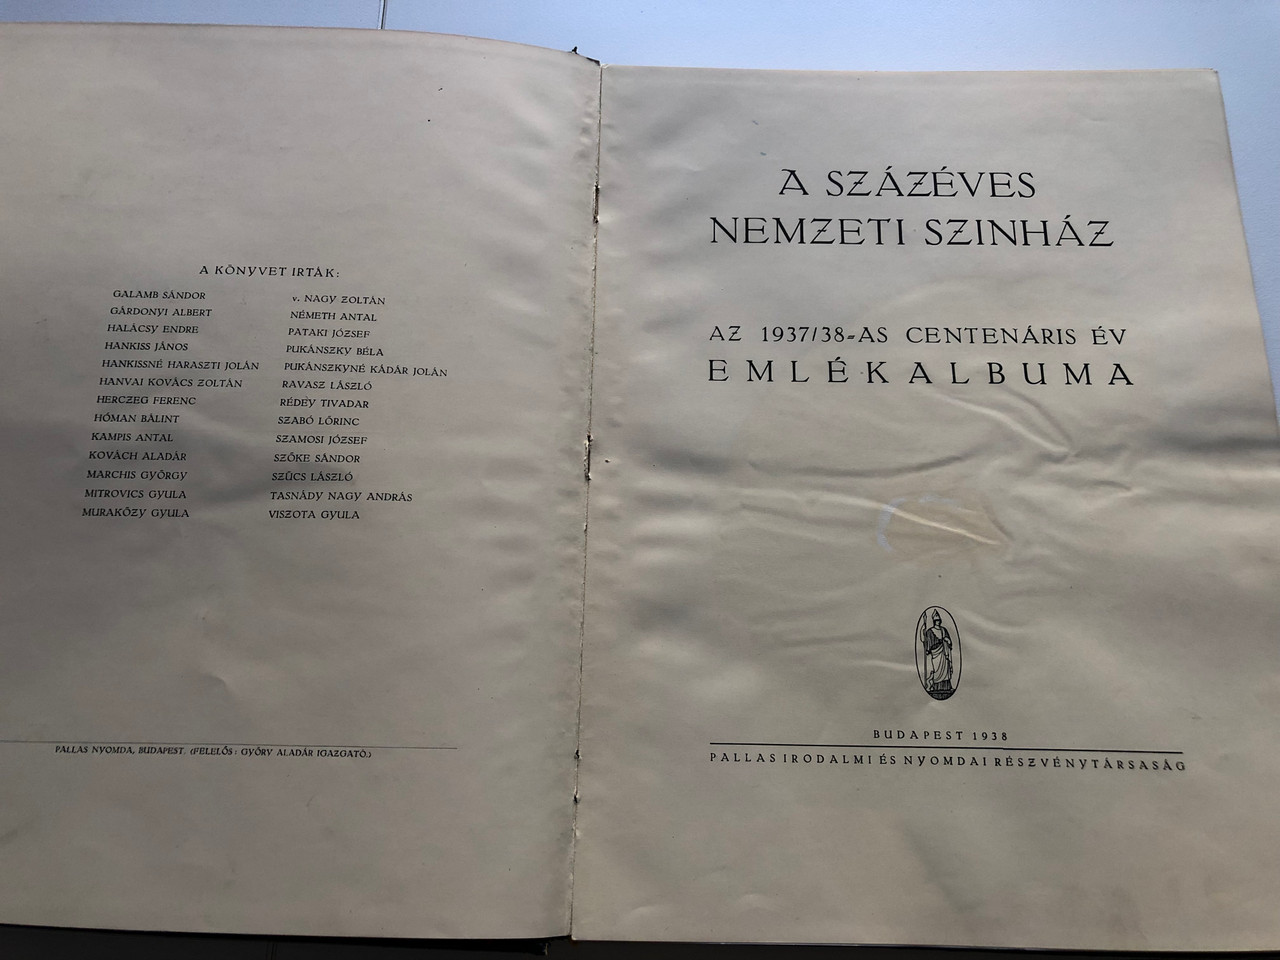 A KÖNYVET IRTÁK:
GALAMB SÁNDOR
GÁRDONYI ALBERT
HALÁCSY ENDRE
HANKISS JÁNOS
HANKISSNÉ HARASZTI JOLÁN
HANVAI KOVÁCS ZOLTÁN
HERCZEG FERENC
HÓMAN BÁLINT
KAMPIS ANTAL
KOVÁCH ALADÁR
MARCHIS GYÖRGY
MITROVICS GYULA
MURAKÖZY GYULA
v. NAGY ZOLTÁN
NÉMETH ANTAL
PATAKI JÓZSEF
PUKÁNSZKY BÉLA
PUKÁNSZKYNÉ KÁDÁR JOLÁN
RAVASZ LÁSZLÓ
RÉDEY TIVADAR
SZABÓ LŐRINC
SZAMOSI JÓZSEF
SZŐKE SÁNDOR
SZŰCS LÁSZLÓ
TASNÁDY NAGY ANDRÁS
VISZOTA GYULA
PALLAS NYOMDA, BUDAPEST. (FELELŐS: GYŐRY ALADÁR IGAZGATÓ.)
A SZÁZÉVES
NEMZETI SZINHÁZ
AZ 1937/38-AS CENTENÁRIS ÉV
EMLÉKALBUMA
BUDAPEST 1938
PALLAS IRODALMI ÉS NYOMDAI RÉSZVÉNYTÁRSASÁG